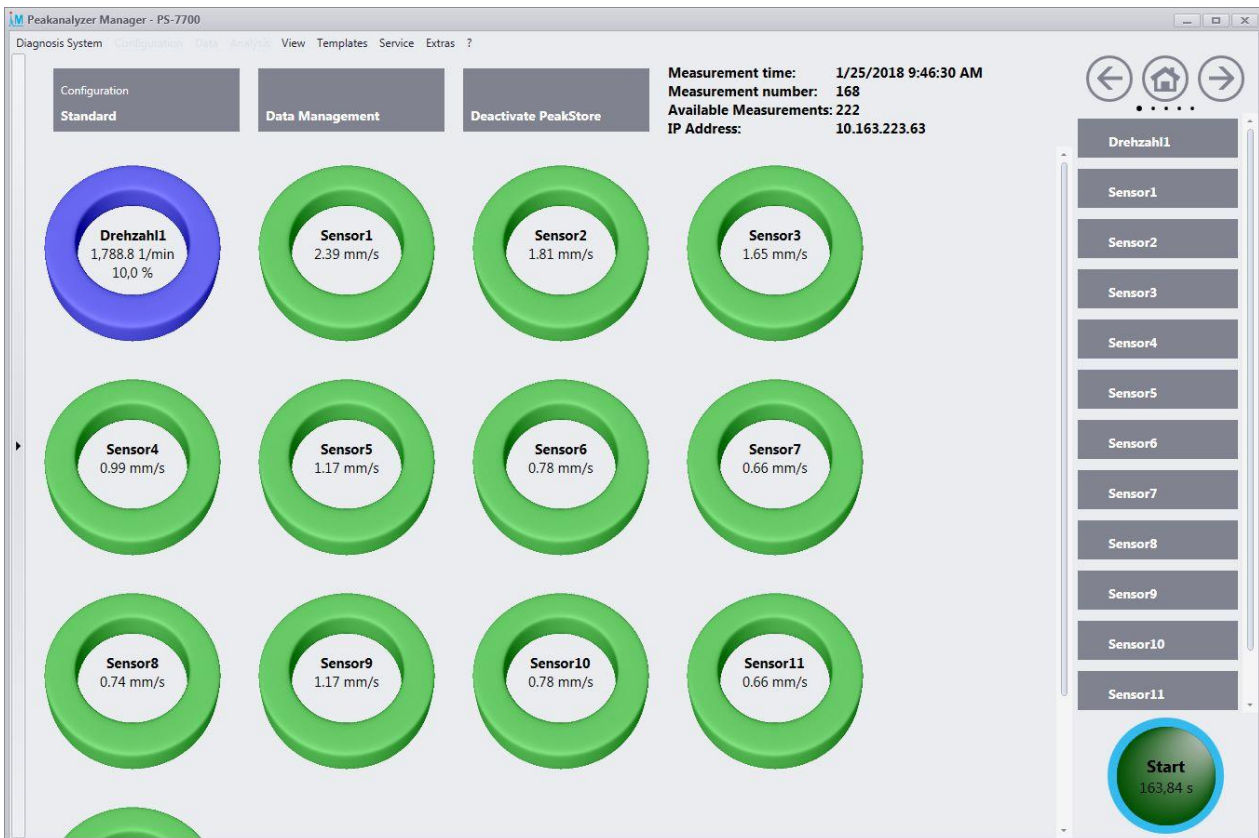 Peakanalyzer Manager - PS-7700
Diagnosis System Configuration Data Analysis View Templates Service Extras ?
Configuration
Standard
Data Management
Deactivate PeakStore
Measurement time: 1/25/2018 9:46:30 AM
Measurement number: 168
Available Measurements: 222
IP Address: 10.163.223.63
Drehzahl1
1,788.8 1/min
10,0 %
Sensor1
2.39 mm/s
Sensor2
1.81 mm/s
Sensor3
1.65 mm/s
Sensor4
0.99 mm/s
Sensor5
1.17 mm/s
Sensor6
0.78 mm/s
Sensor7
0.66 mm/s
Sensor8
0.74 mm/s
Sensor9
1.17 mm/s
Sensor10
0.78 mm/s
Sensor11
0.66 mm/s
Drehzahl1
Sensor1
Sensor2
Sensor3
Sensor4
Sensor5
Sensor6
Sensor7
Sensor8
Sensor9
Sensor10
Sensor11
Start
163,84 s